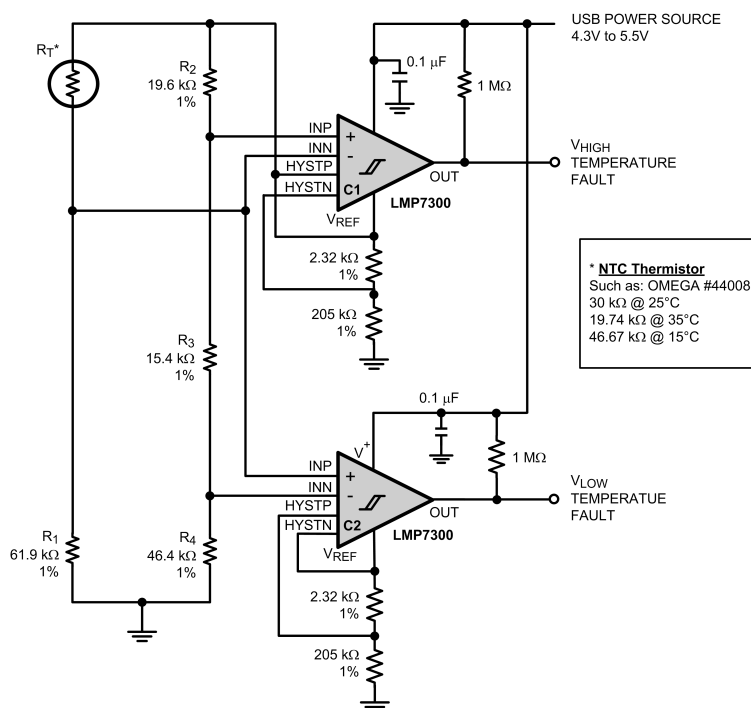 USB POWER SOURCE
4.3V to 5.5V
RT*
R2
19.6 kΩ
1%
0.1 μF
1 MΩ
INP
INN
HYSTP
HYSTN
+
-
C1
OUT
LMP7300
VREF
VHIGH
TEMPERATURE
FAULT
2.32 kΩ
1%
205 kΩ
1%
* NTC Thermistor
Such as: OMEGA #44008
30 kΩ @ 25°C
19.74 kΩ @ 35°C
46.67 kΩ @ 15°C
R3
15.4 kΩ
1%
0.1 μF
V+
1 MΩ
INP
INN
HYSTP
HYSTN
+
-
C2
OUT
LMP7300
VREF
VLOW
TEMPERATUE
FAULT
R1
61.9 kΩ
1%
R4
46.4 kΩ
1%
2.32 kΩ
1%
205 kΩ
1%